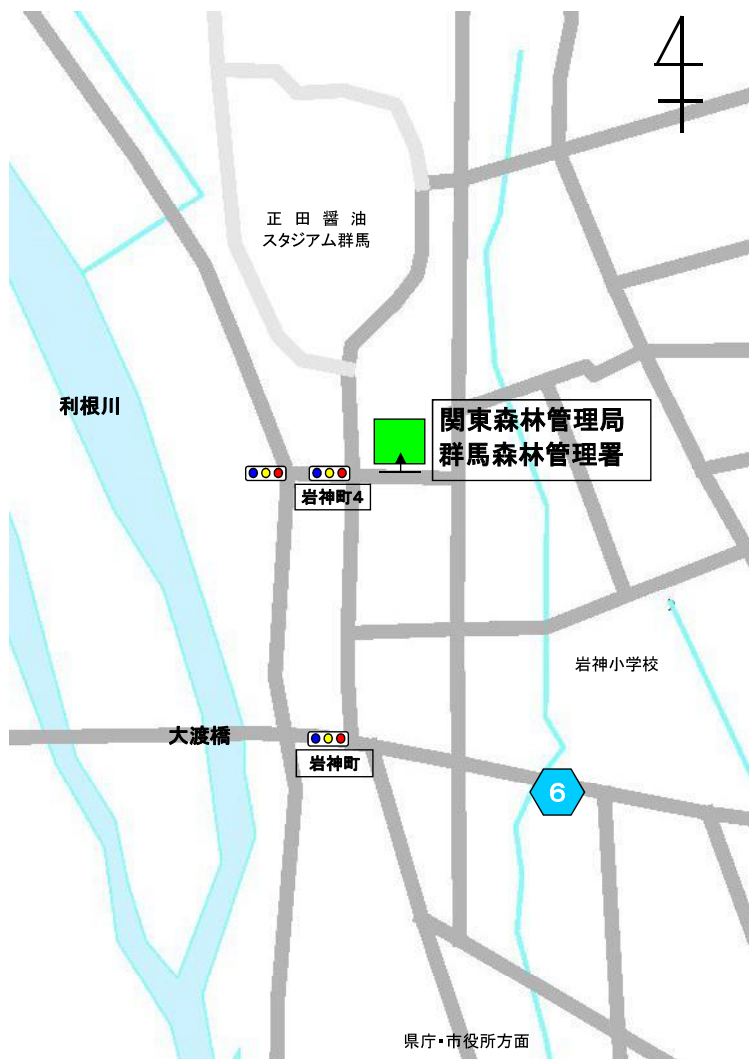 正田醤油
スタジアム群馬
利根川
関東森林管理局
群馬森林管理署
岩神町4
岩神小学校
大渡橋
岩神町
6
県庁・市役所方面